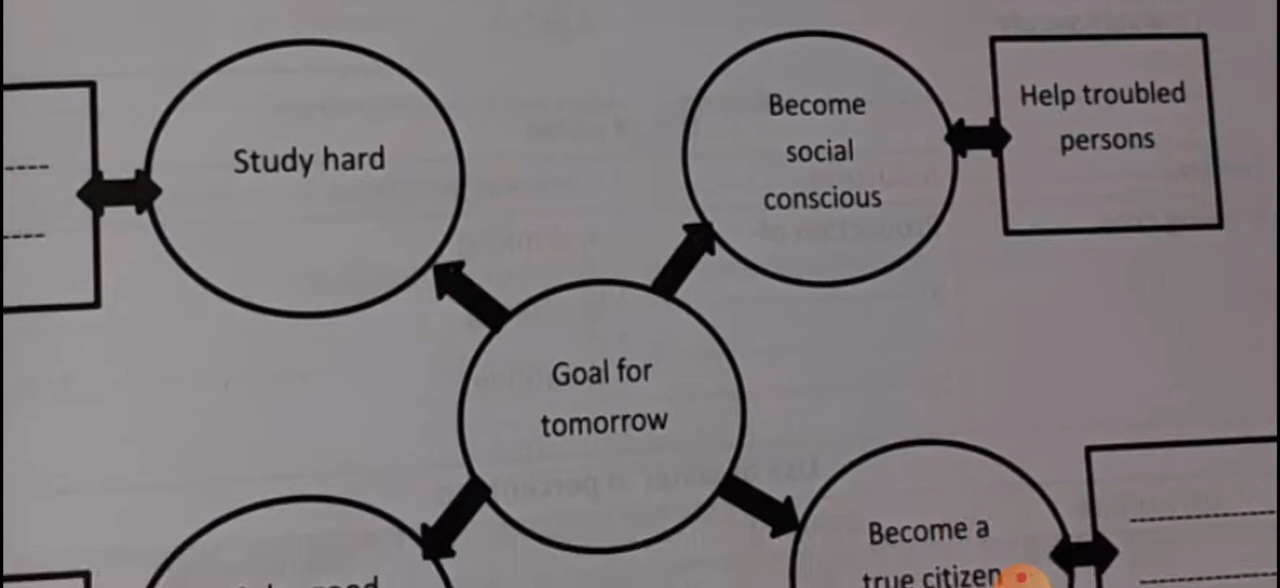 Study hard
Become
social
conscious
Help troubled
persons
Goal for
tomorrow
Become a
true citizen